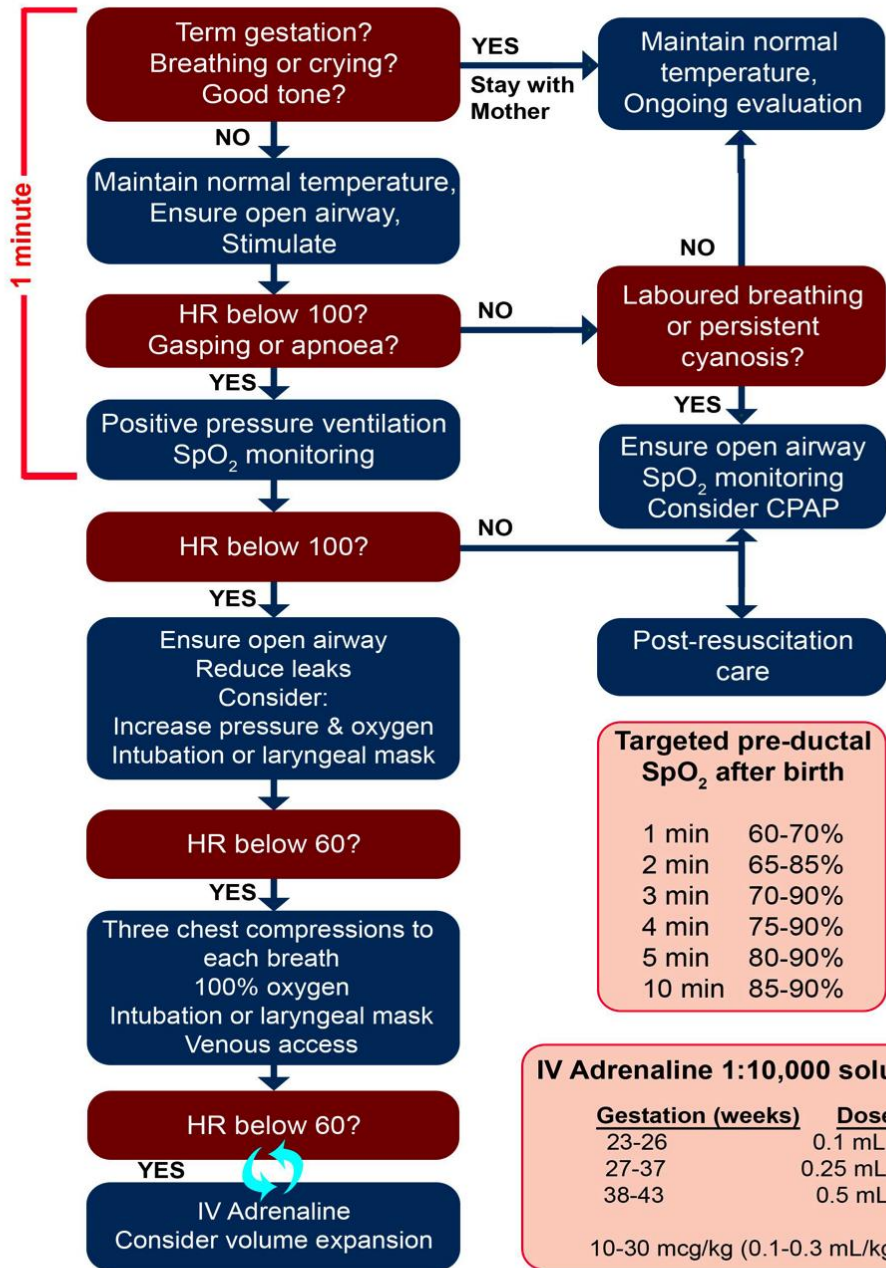 1 minute
Term gestation?
Breathing or crying?
Good tone?
YES
Stay with
Mother
Maintain normal
temperature,
Ongoing evaluation
NO
Maintain normal temperature,
Ensure open airway,
Stimulate
NO
HR below 100?
Gasping or apnoea?
NO
Laboured breathing
or persistent
cyanosis?
YES
YES
Positive pressure ventilation
SpO₂ monitoring
Ensure open airway
SpO₂ monitoring
Consider CPAP
HR below 100?
NO
YES
Ensure open airway
Reduce leaks
Consider:
Increase pressure & oxygen
Intubation or laryngeal mask
Post-resuscitation
care
HR below 60?
YES
Three chest compressions to
each breath
100% oxygen
Intubation or laryngeal mask
Venous access
HR below 60?
YES
IV Adrenaline
Consider volume expansion
Targeted pre-ductal
SpO₂ after birth
1 min 60-70%
2 min 65-85%
3 min 70-90%
4 min 75-90%
5 min 80-90%
10 min 85-90%
IV Adrenaline 1:10,000 solu
Gestation (weeks) Dose
23-26 0.1 mL
27-37 0.25 mL
38-43 0.5 mL
10-30 mcg/kg (0.1-0.3 mL/kg